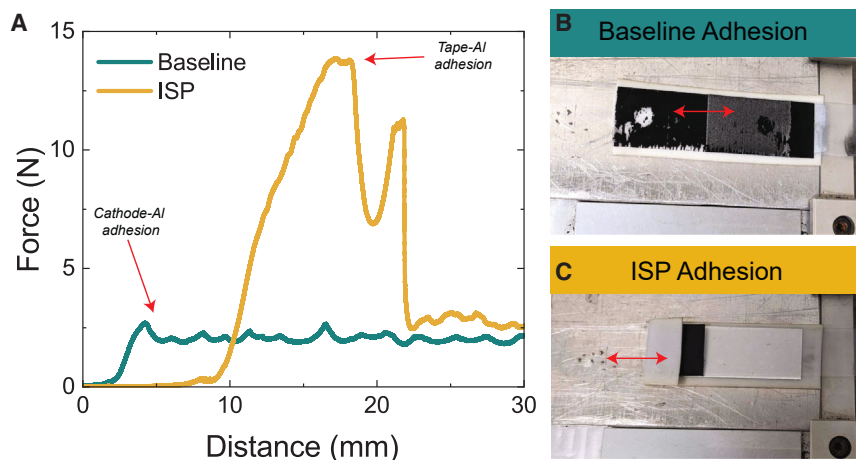 A
15
Baseline
ISP
Tape-Al
adhesion
10
Cathode-Al
adhesion
Force (N)
5
0
0 10 20 30
Distance (mm)
B Baseline Adhesion
C ISP Adhesion